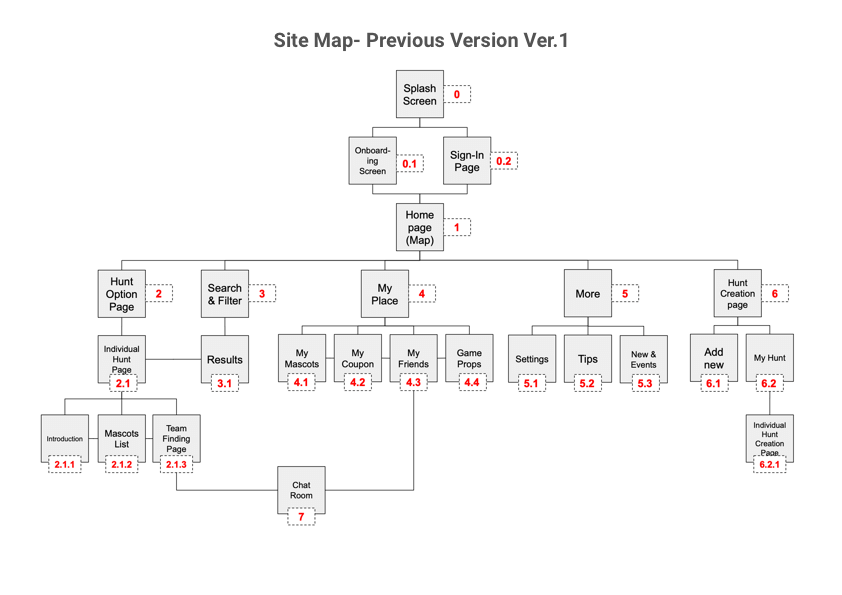 Site Map- Previous Version Ver.1
Splash
Screen
0
Onboard-
ing
Screen
0.1
Sign-In
Page
0.2
Home
page
(Map)
1
Hunt
Option
Page
2
Search
& Filter
3
My
Place
4
More
5
Hunt
Creation
page
6
Individual
Hunt
Page
2.1
Results
3.1
My
Mascots
4.1
My
Coupon
4.2
My
Friends
4.3
Game
Props
4.4
Settings
5.1
Tips
5.2
New &
Events
5.3
Add
new
6.1
My Hunt
6.2
Introduction
2.1.1
Mascots
List
2.1.2
Team
Finding
Page
2.1.3
Individual
Hunt
Creation
Page
6.2.1
Chat
Room
7